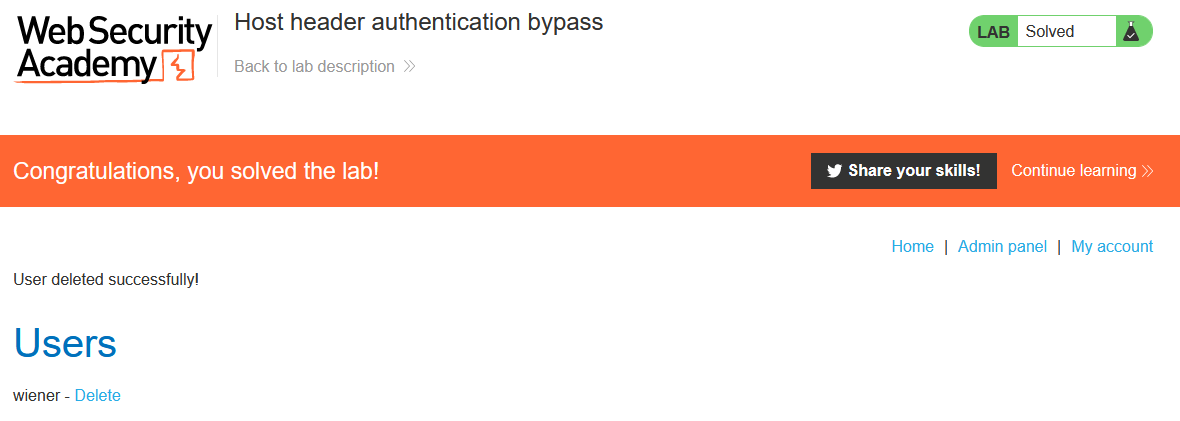 Web Security
Academy
Host header authentication bypass
Back to lab description
LAB Solved
Congratulations, you solved the lab!
Share your skills! Continue learning
Home | Admin panel | My account
User deleted successfully!
Users
wiener - Delete